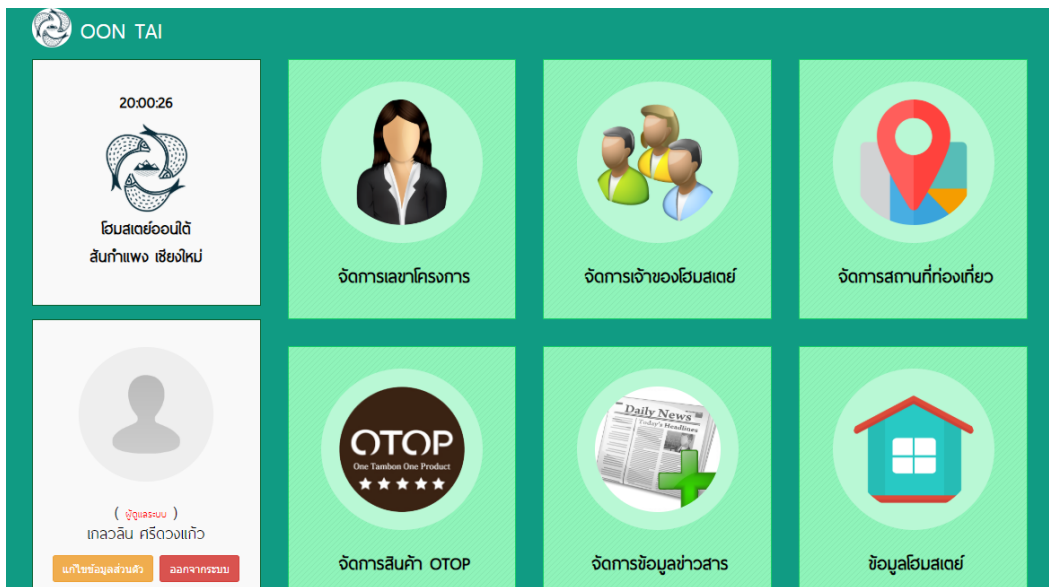 OON TAI
20:00:26
โฮมสเตย์ออนใต้
สันกำแพง เชียงใหม่
จัดการเลขาโครงการ
จัดการเจ้าของโฮมสเตย์
จัดการสถานที่ท่องเที่ยว
( ผู้ดูแลระบบ )
เกลวลิน ศรีดวงแก้ว
แก้ไขข้อมูลส่วนตัว
ออกจากระบบ
OTOP
One Tambon One Product
จัดการสินค้า OTOP
Daily News
Today's Headlines
จัดการข้อมูลข่าวสาร
ข้อมูลโฮมสเตย์